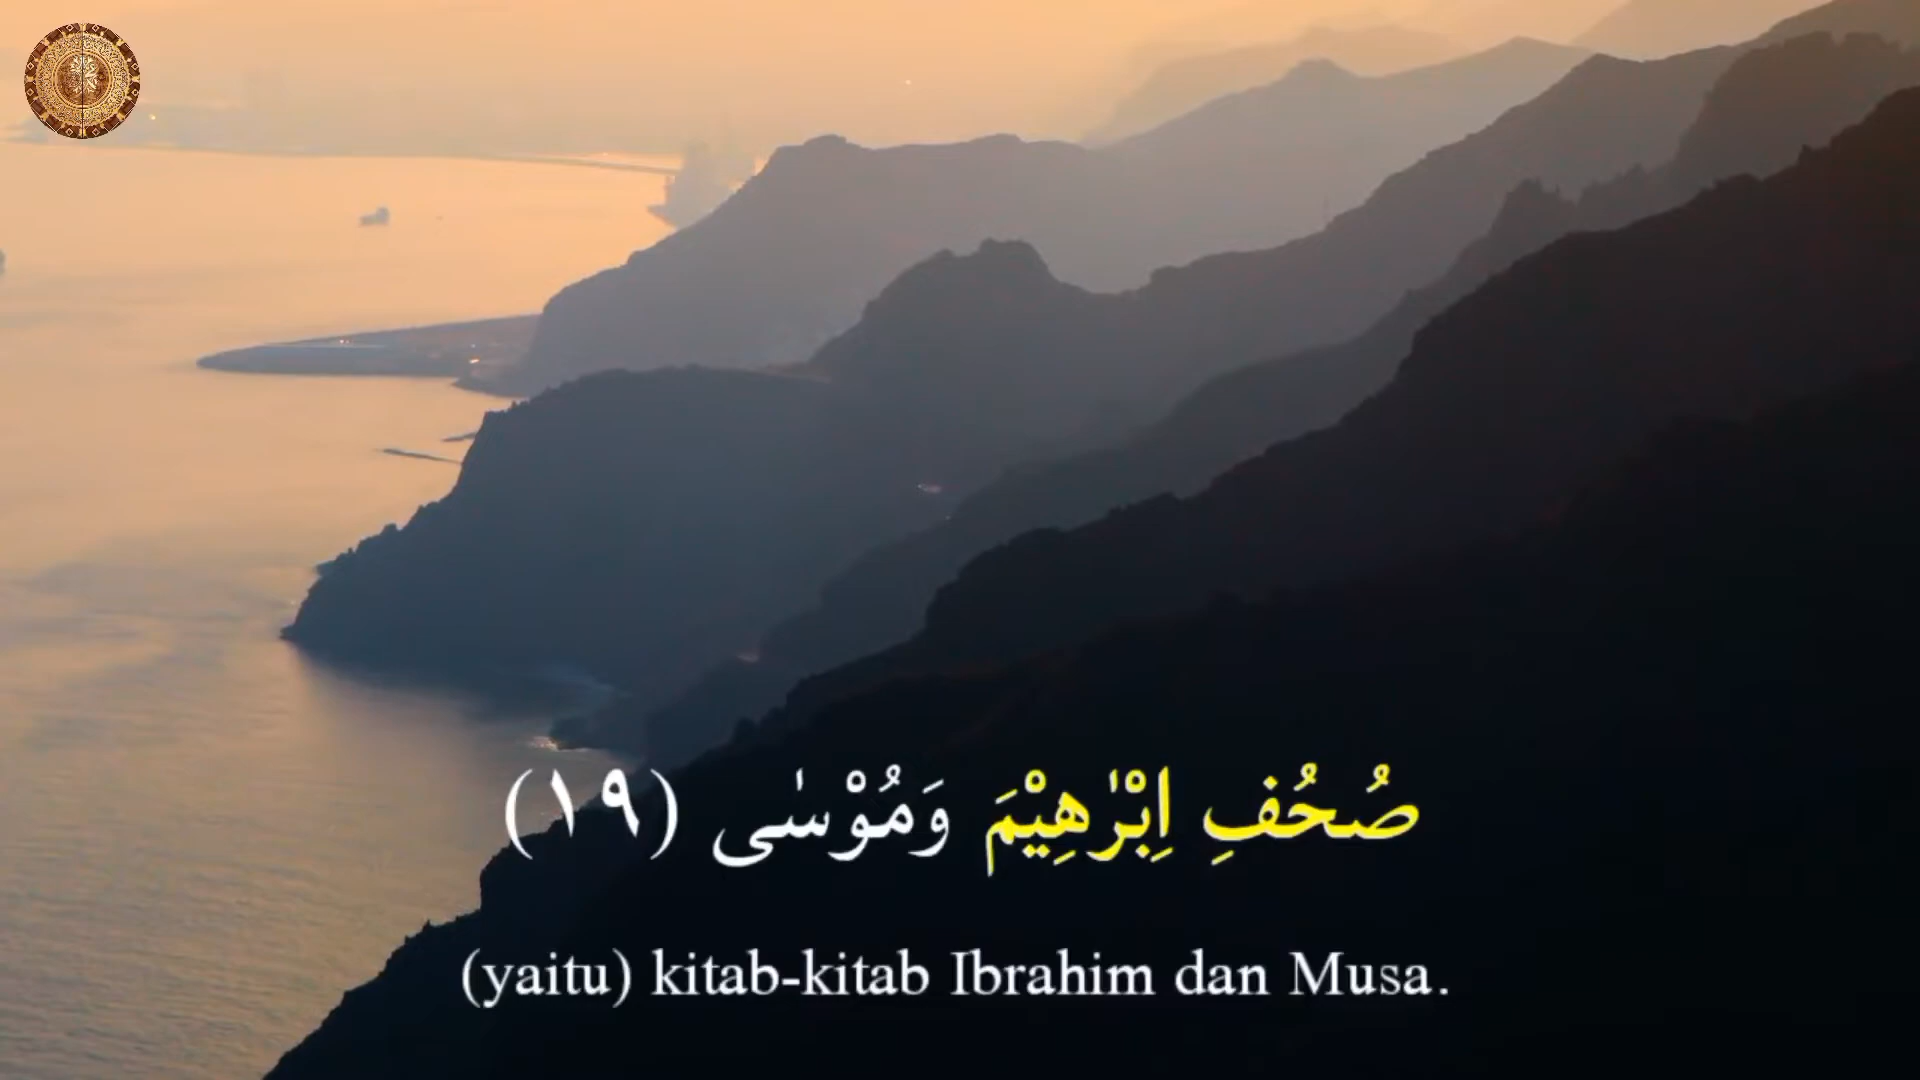 صُحُفِ اِبْرٰهِيْمَ وَمُوْسٰى (١٩)
(yaitu) kitab-kitab Ibrahim dan Musa.